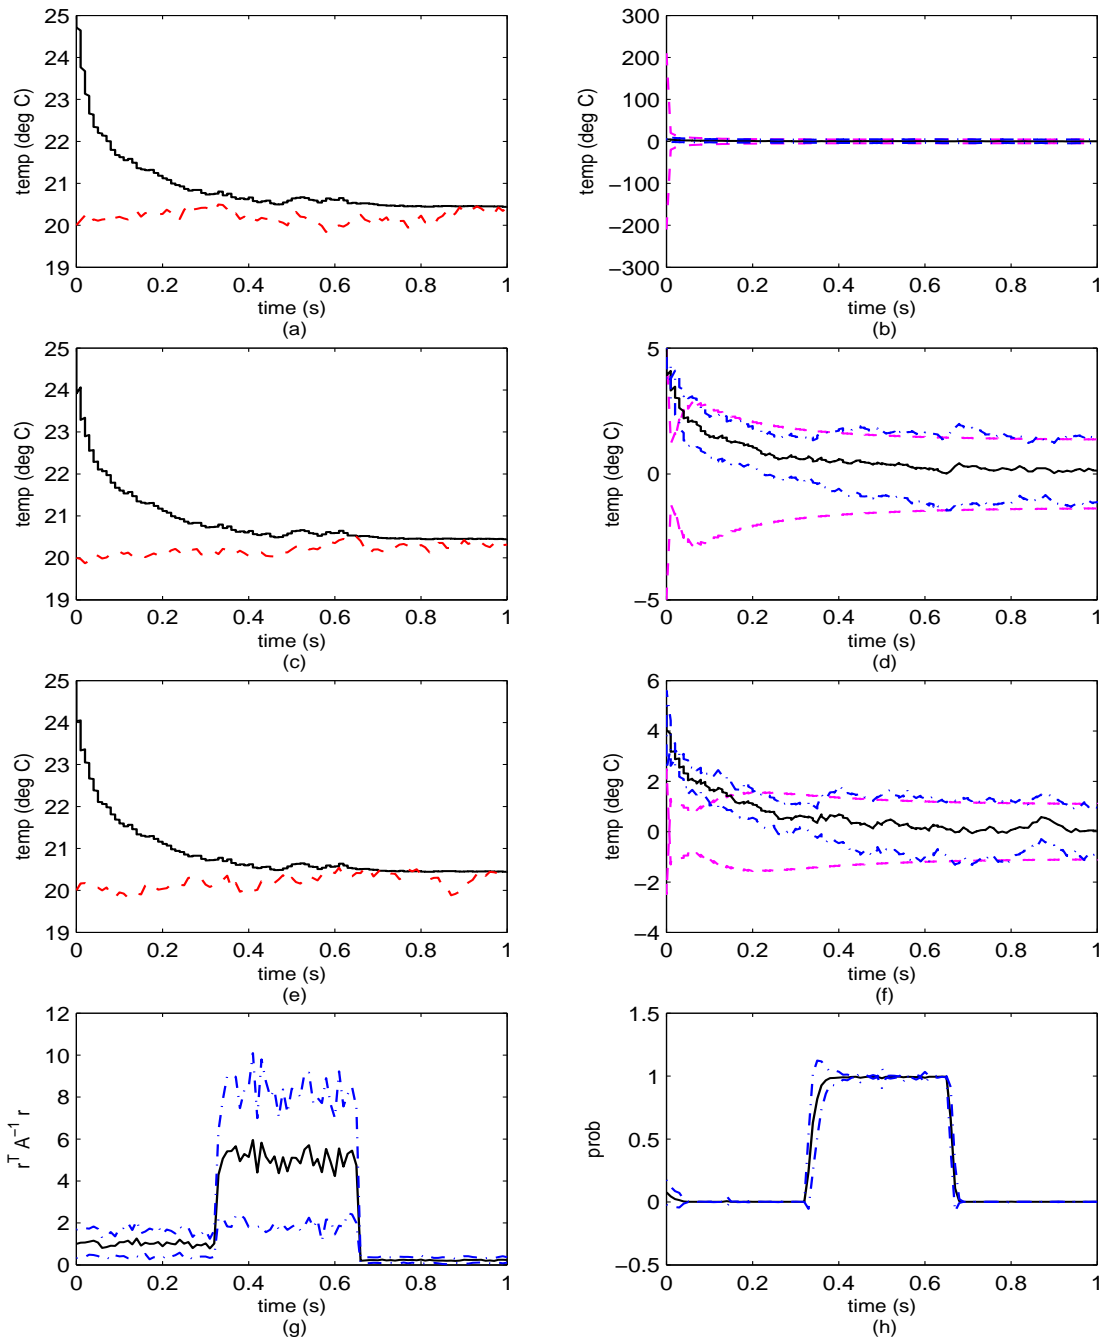 25
24
23
22
21
20
19
temp (deg C)
0 0.2 0.4 0.6 0.8 1
time (s)
(a)
300
200
100
0
−100
−200
−300
temp (deg C)
0 0.2 0.4 0.6 0.8 1
time (s)
(b)
25
24
23
22
21
20
19
temp (deg C)
0 0.2 0.4 0.6 0.8 1
time (s)
(c)
5
0
−5
temp (deg C)
0 0.2 0.4 0.6 0.8 1
time (s)
(d)
25
24
23
22
21
20
19
temp (deg C)
0 0.2 0.4 0.6 0.8 1
time (s)
(e)
6
4
2
0
−2
−4
temp (deg C)
0 0.2 0.4 0.6 0.8 1
time (s)
(f)
12
10
8
6
4
2
0
r^T A^−1 r
0 0.2 0.4 0.6 0.8 1
time (s)
(g)
1.5
1
0.5
0
−0.5
prob
0 0.2 0.4 0.6 0.8 1
time (s)
(h)